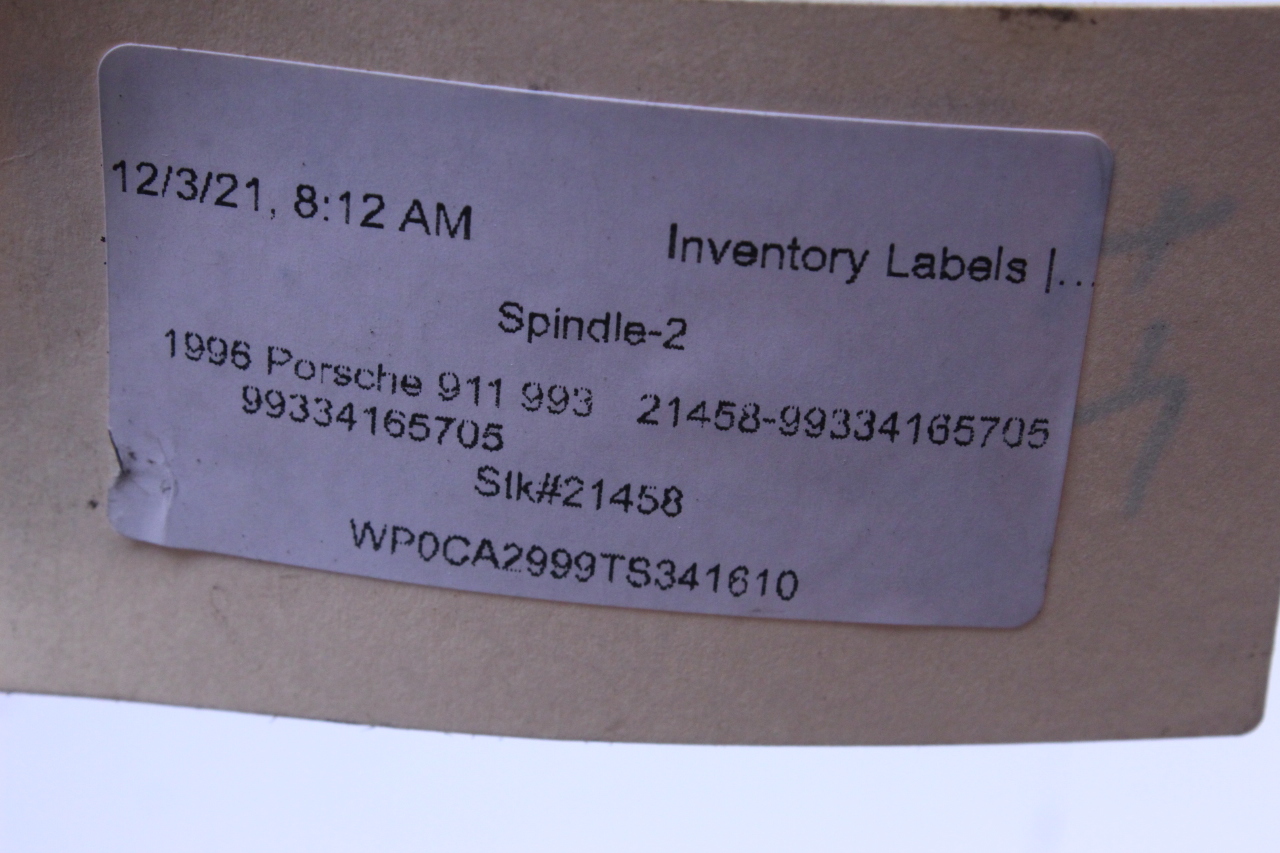 12/3/21, 8:12 AM
Inventory Labels |...
Spindle-2
1996 Porsche 911 993 21458-99334165705
99334165705
Stk#21458
WP0CA2999TS341610